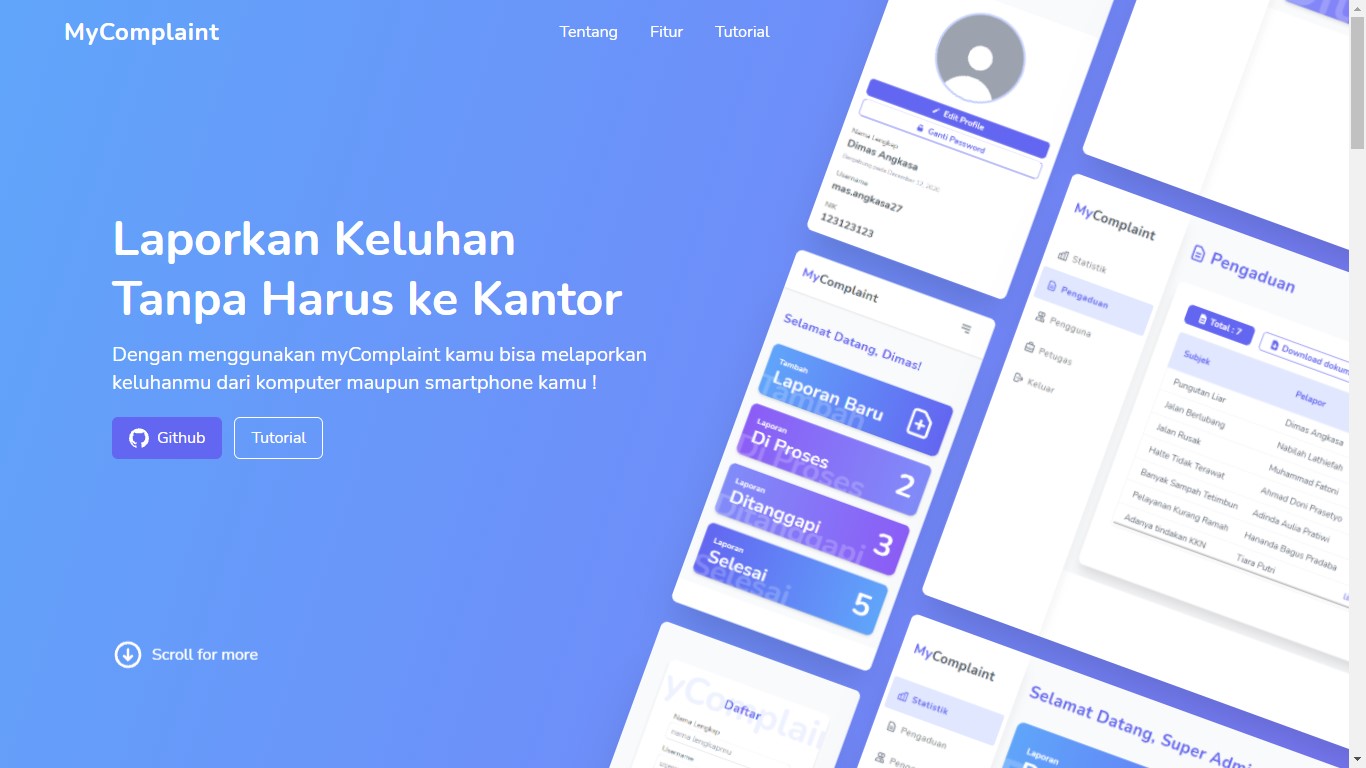 MyComplaint
Tentang
Fitur
Tutorial
Laporkan Keluhan
Tanpa Harus ke Kantor
Dengan menggunakan myComplaint kamu bisa melaporkan
keluhanmu dari komputer maupun smartphone kamu !
Github
Tutorial
Scroll for more
Edit Profile
Ganti Password
Nama Lengkap
Dimas Angkasa
Username
mas.angkasa27
NIK
123123123
MyComplaint
Selamat Datang, Dimas!
Tambah
Laporan Baru
Tambah
Laporan
Di Proses
2
Di Proses
Laporan
Ditanggapi
3
Ditanggapi
Laporan
Selesai
5
Selesai
Daftar
Nama Lengkap
nama lengkapmu
Username
MyComplaint
Statistik
Pengaduan
Pengguna
Petugas
Keluar
Pengaduan
Total : 7
Download dokum
Subjek
Pelapor
Pungutan Liar
Dimas Angkasa
Jalan Berlubang
Nabilah Lathiefah
Jalan Rusak
Muhammad Fatoni
Halte Tidak Terawat
Ahmad Doni Prasetyo
Banyak Sampah Tetimbun
Adinda Aulia Pratiwi
Pelayanan Kurang Ramah
Hananda Bagus Pradaba
Adanya tindakan KKN
Tiara Putri
MyComplaint
Statistik
Pengaduan
Selamat Datang, Super Admi
Laporan